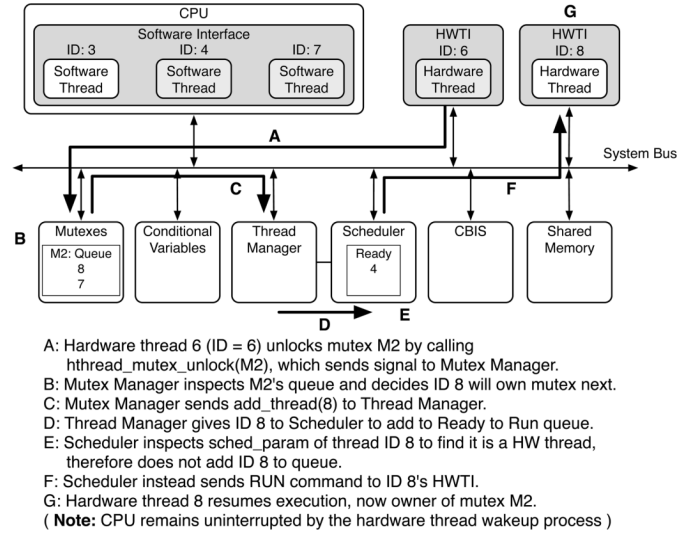 CPU
Software Interface
ID: 3
ID: 4
ID: 7
Software
Thread
Software
Thread
Software
Thread
HWTI
ID: 6
Hardware
Thread
G
HWTI
ID: 8
Hardware
Thread
A
System Bus
C
F
B
Mutexes
M2: Queue
8
7
Conditional
Variables
Thread
Manager
Scheduler
Ready
4
CBIS
Shared
Memory
D
E
A: Hardware thread 6 (ID = 6) unlocks mutex M2 by calling
hthread_mutex_unlock(M2), which sends signal to Mutex Manager.
B: Mutex Manager inspects M2's queue and decides ID 8 will own mutex next.
C: Mutex Manager sends add_thread(8) to Thread Manager.
D: Thread Manager gives ID 8 to Scheduler to add to Ready to Run queue.
E: Scheduler inspects sched_param of thread ID 8 to find it is a HW thread,
therefore does not add ID 8 to queue.
F: Scheduler instead sends RUN command to ID 8's HWTI.
G: Hardware thread 8 resumes execution, now owner of mutex M2.
( Note: CPU remains uninterrupted by the hardware thread wakeup process )